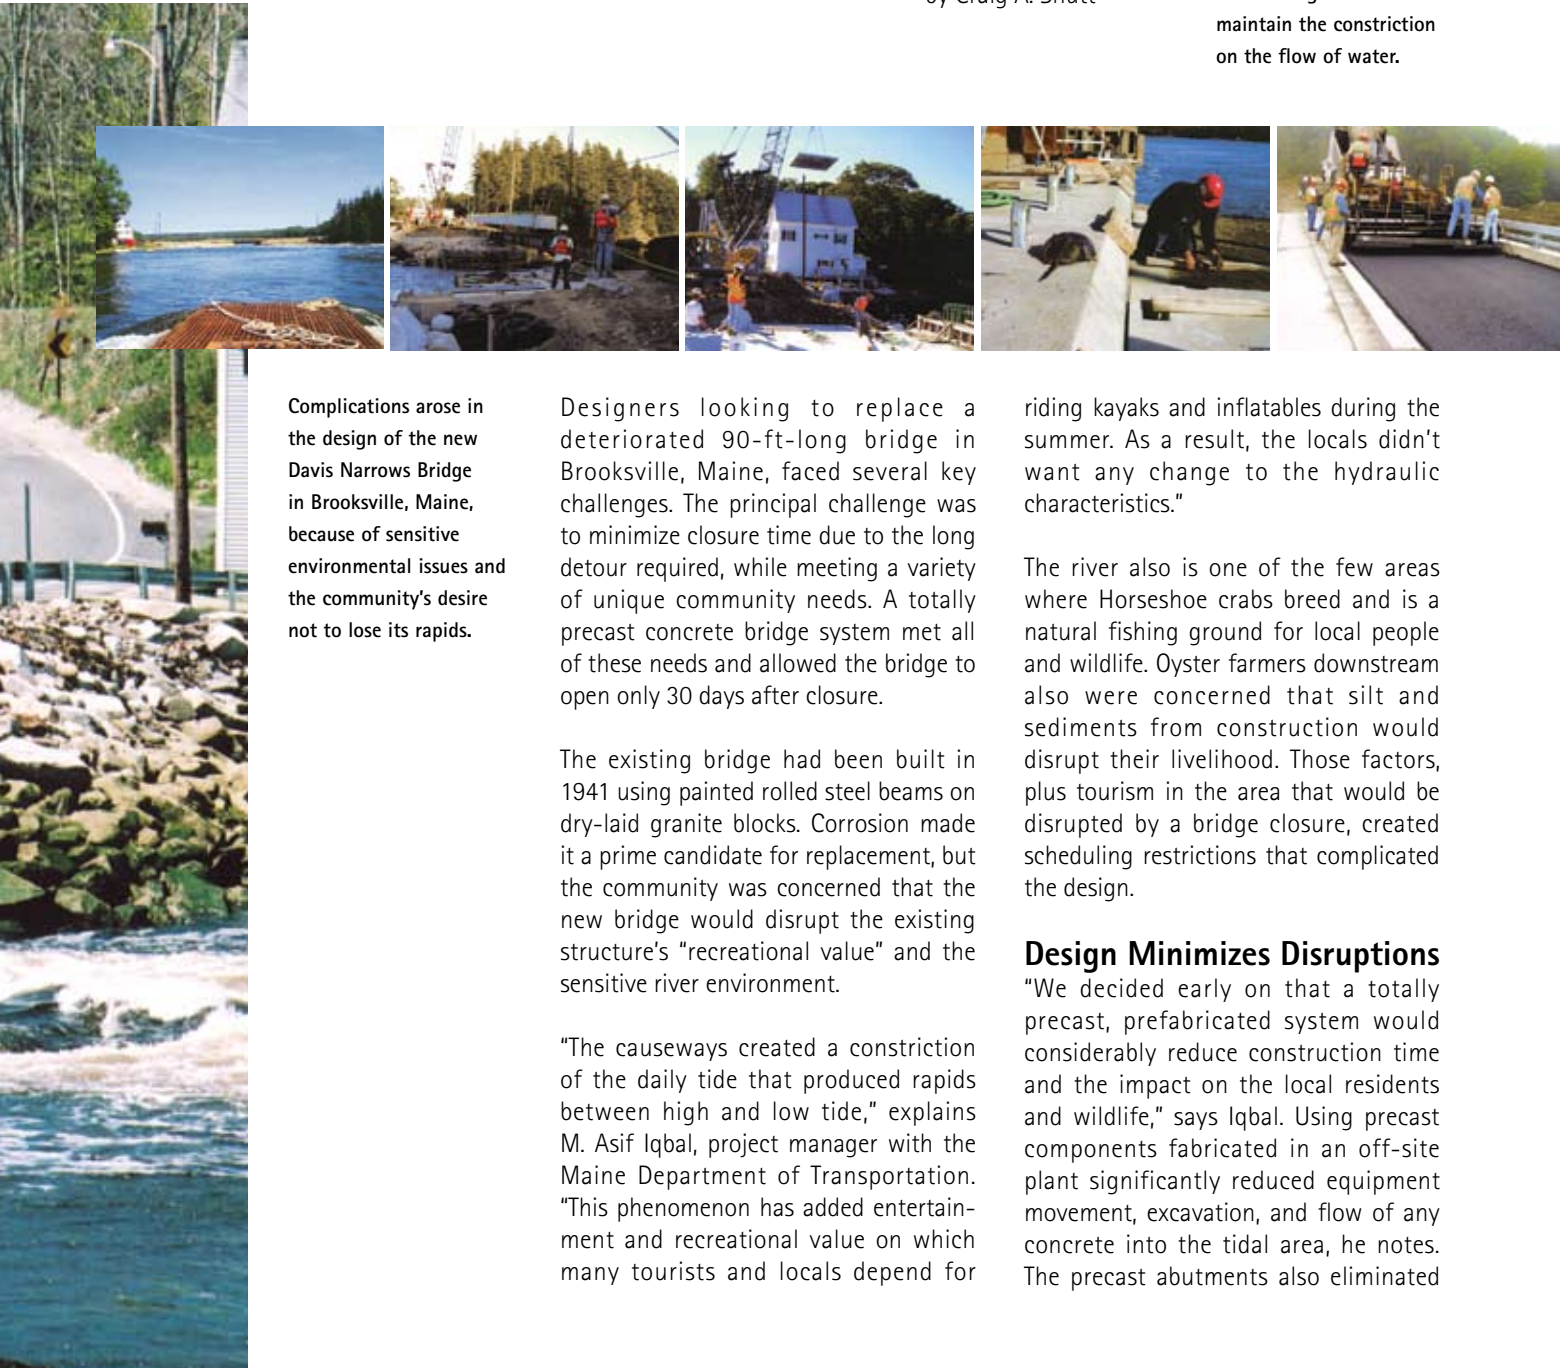 by Craig A. Shutt
maintain the constriction
on the flow of water.
Complications arose in
the design of the new
Davis Narrows Bridge
in Brooksville, Maine,
because of sensitive
environmental issues and
the community’s desire
not to lose its rapids.
Designers looking to replace a
deteriorated 90-ft-long bridge in
Brooksville, Maine, faced several key
challenges. The principal challenge was
to minimize closure time due to the long
detour required, while meeting a variety
of unique community needs. A totally
precast concrete bridge system met all
of these needs and allowed the bridge to
open only 30 days after closure.
The existing bridge had been built in
1941 using painted rolled steel beams on
dry-laid granite blocks. Corrosion made
it a prime candidate for replacement, but
the community was concerned that the
new bridge would disrupt the existing
structure’s “recreational value” and the
sensitive river environment.
“The causeways created a constriction
of the daily tide that produced rapids
between high and low tide,” explains
M. Asif Iqbal, project manager with the
Maine Department of Transportation.
“This phenomenon has added entertain-
ment and recreational value on which
many tourists and locals depend for
riding kayaks and inflatables during the
summer. As a result, the locals didn’t
want any change to the hydraulic
characteristics.”
The river also is one of the few areas
where Horseshoe crabs breed and is a
natural fishing ground for local people
and wildlife. Oyster farmers downstream
also were concerned that silt and
sediments from construction would
disrupt their livelihood. Those factors,
plus tourism in the area that would be
disrupted by a bridge closure, created
scheduling restrictions that complicated
the design.
Design Minimizes Disruptions
“We decided early on that a totally
precast, prefabricated system would
considerably reduce construction time
and the impact on the local residents
and wildlife,” says Iqbal. Using precast
components fabricated in an off-site
plant significantly reduced equipment
movement, excavation, and flow of any
concrete into the tidal area, he notes.
The precast abutments also eliminated